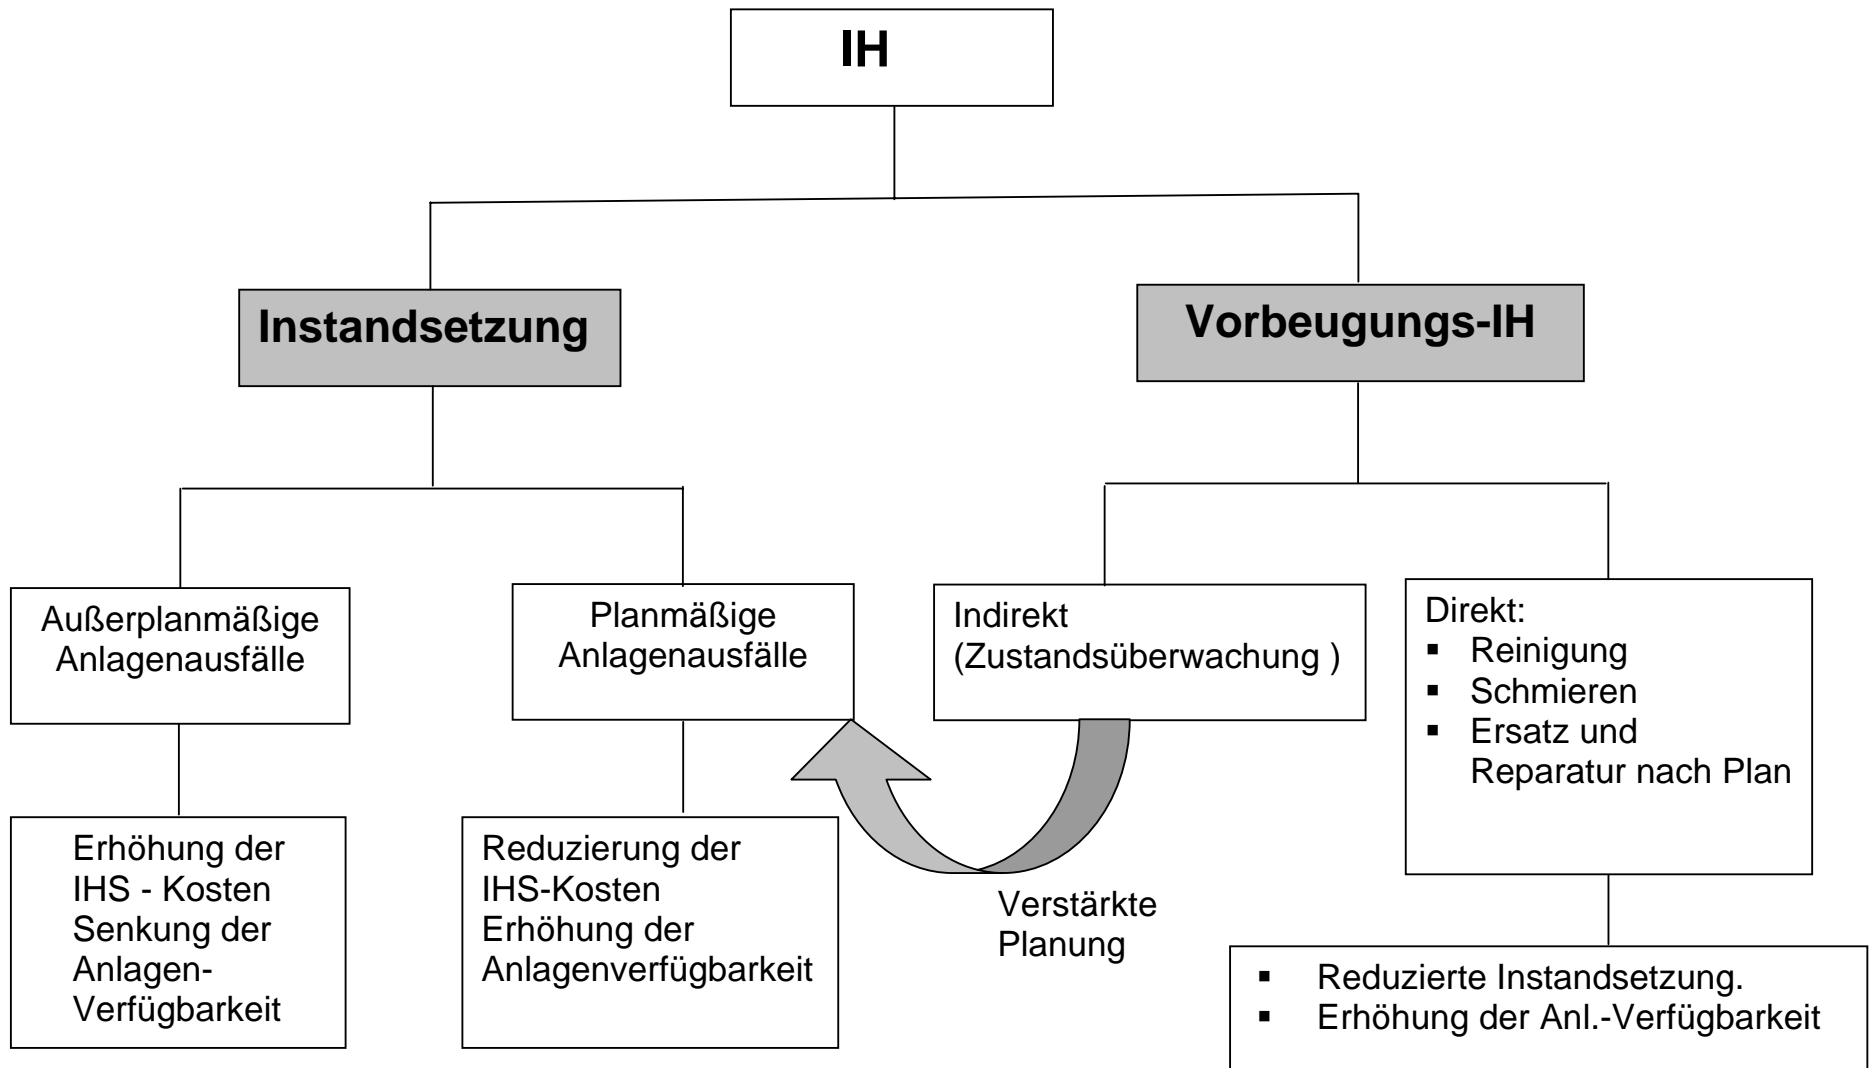 IH
Instandsetzung
Vorbeugungs-IH
Außerplanmäßige
Anlagenausfälle
Planmäßige
Anlagenausfälle
Indirekt
(Zustandsüberwachung )
Direkt:
▪ Reinigung
▪ Schmieren
▪ Ersatz und
Reparatur nach Plan
Erhöhung der
IHS - Kosten
Senkung der
Anlagen-
Verfügbarkeit
Reduzierung der
IHS-Kosten
Erhöhung der
Anlagenverfügbarkeit
Verstärkte
Planung
▪ Reduzierte Instandsetzung.
▪ Erhöhung der Anl.-Verfügbarkeit